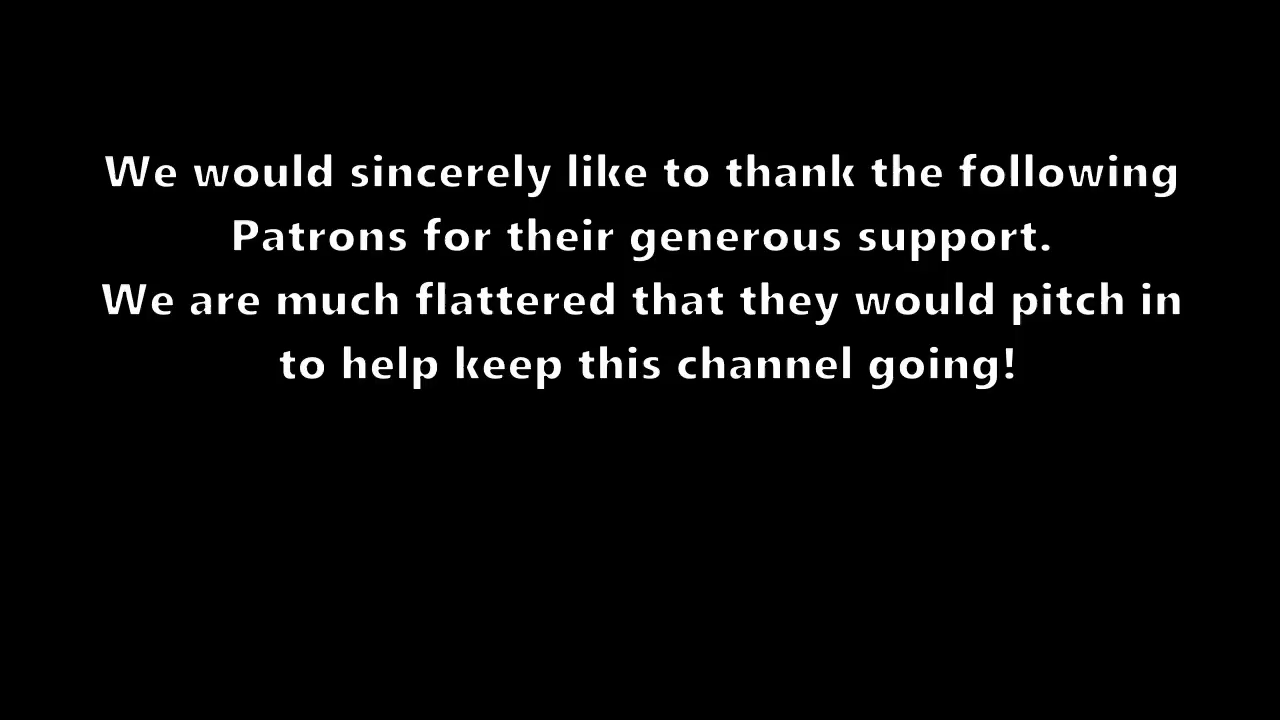 We would sincerely like to thank the following
Patrons for their generous support.
We are much flattered that they would pitch in
to help keep this channel going!